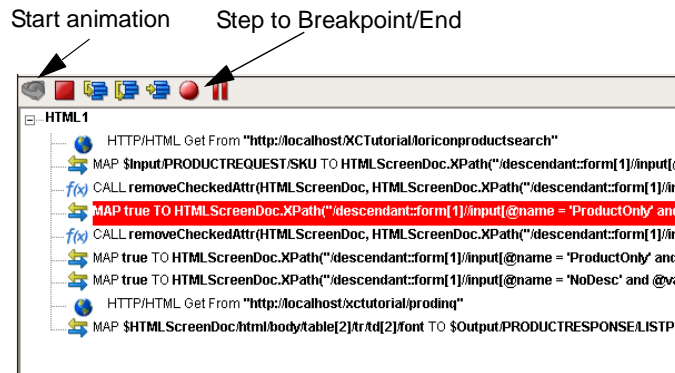 Start animation
Step to Breakpoint/End
HTML1
HTTP/HTML Get From "http://localhost/XCTutorial/loriconproductsearch"
MAP $Input/PRODUCTREQUEST/SKU TO HTMLScreenDoc.XPath("/descendant::form[1]//input[@
f(x) CALL removeCheckedAttr(HTMLScreenDoc, HTMLScreenDoc.XPath("/descendant::form[1]//in
MAP true TO HTMLScreenDoc.XPath("/descendant::form[1]//input[@name = 'ProductOnly' and
f(x) CALL removeCheckedAttr(HTMLScreenDoc, HTMLScreenDoc.XPath("/descendant::form[1]//in
MAP true TO HTMLScreenDoc.XPath("/descendant::form[1]//input[@name = 'ProductOnly' and
MAP true TO HTMLScreenDoc.XPath("/descendant::form[1]//input[@name = 'NoDesc' and @va
HTTP/HTML Get From "http://localhost/xctutorial/prodinq"
MAP $HTMLScreenDoc/html/body/table[2]/tr/td[2]/font TO $Output/PRODUCTRESPONSE/LISTP